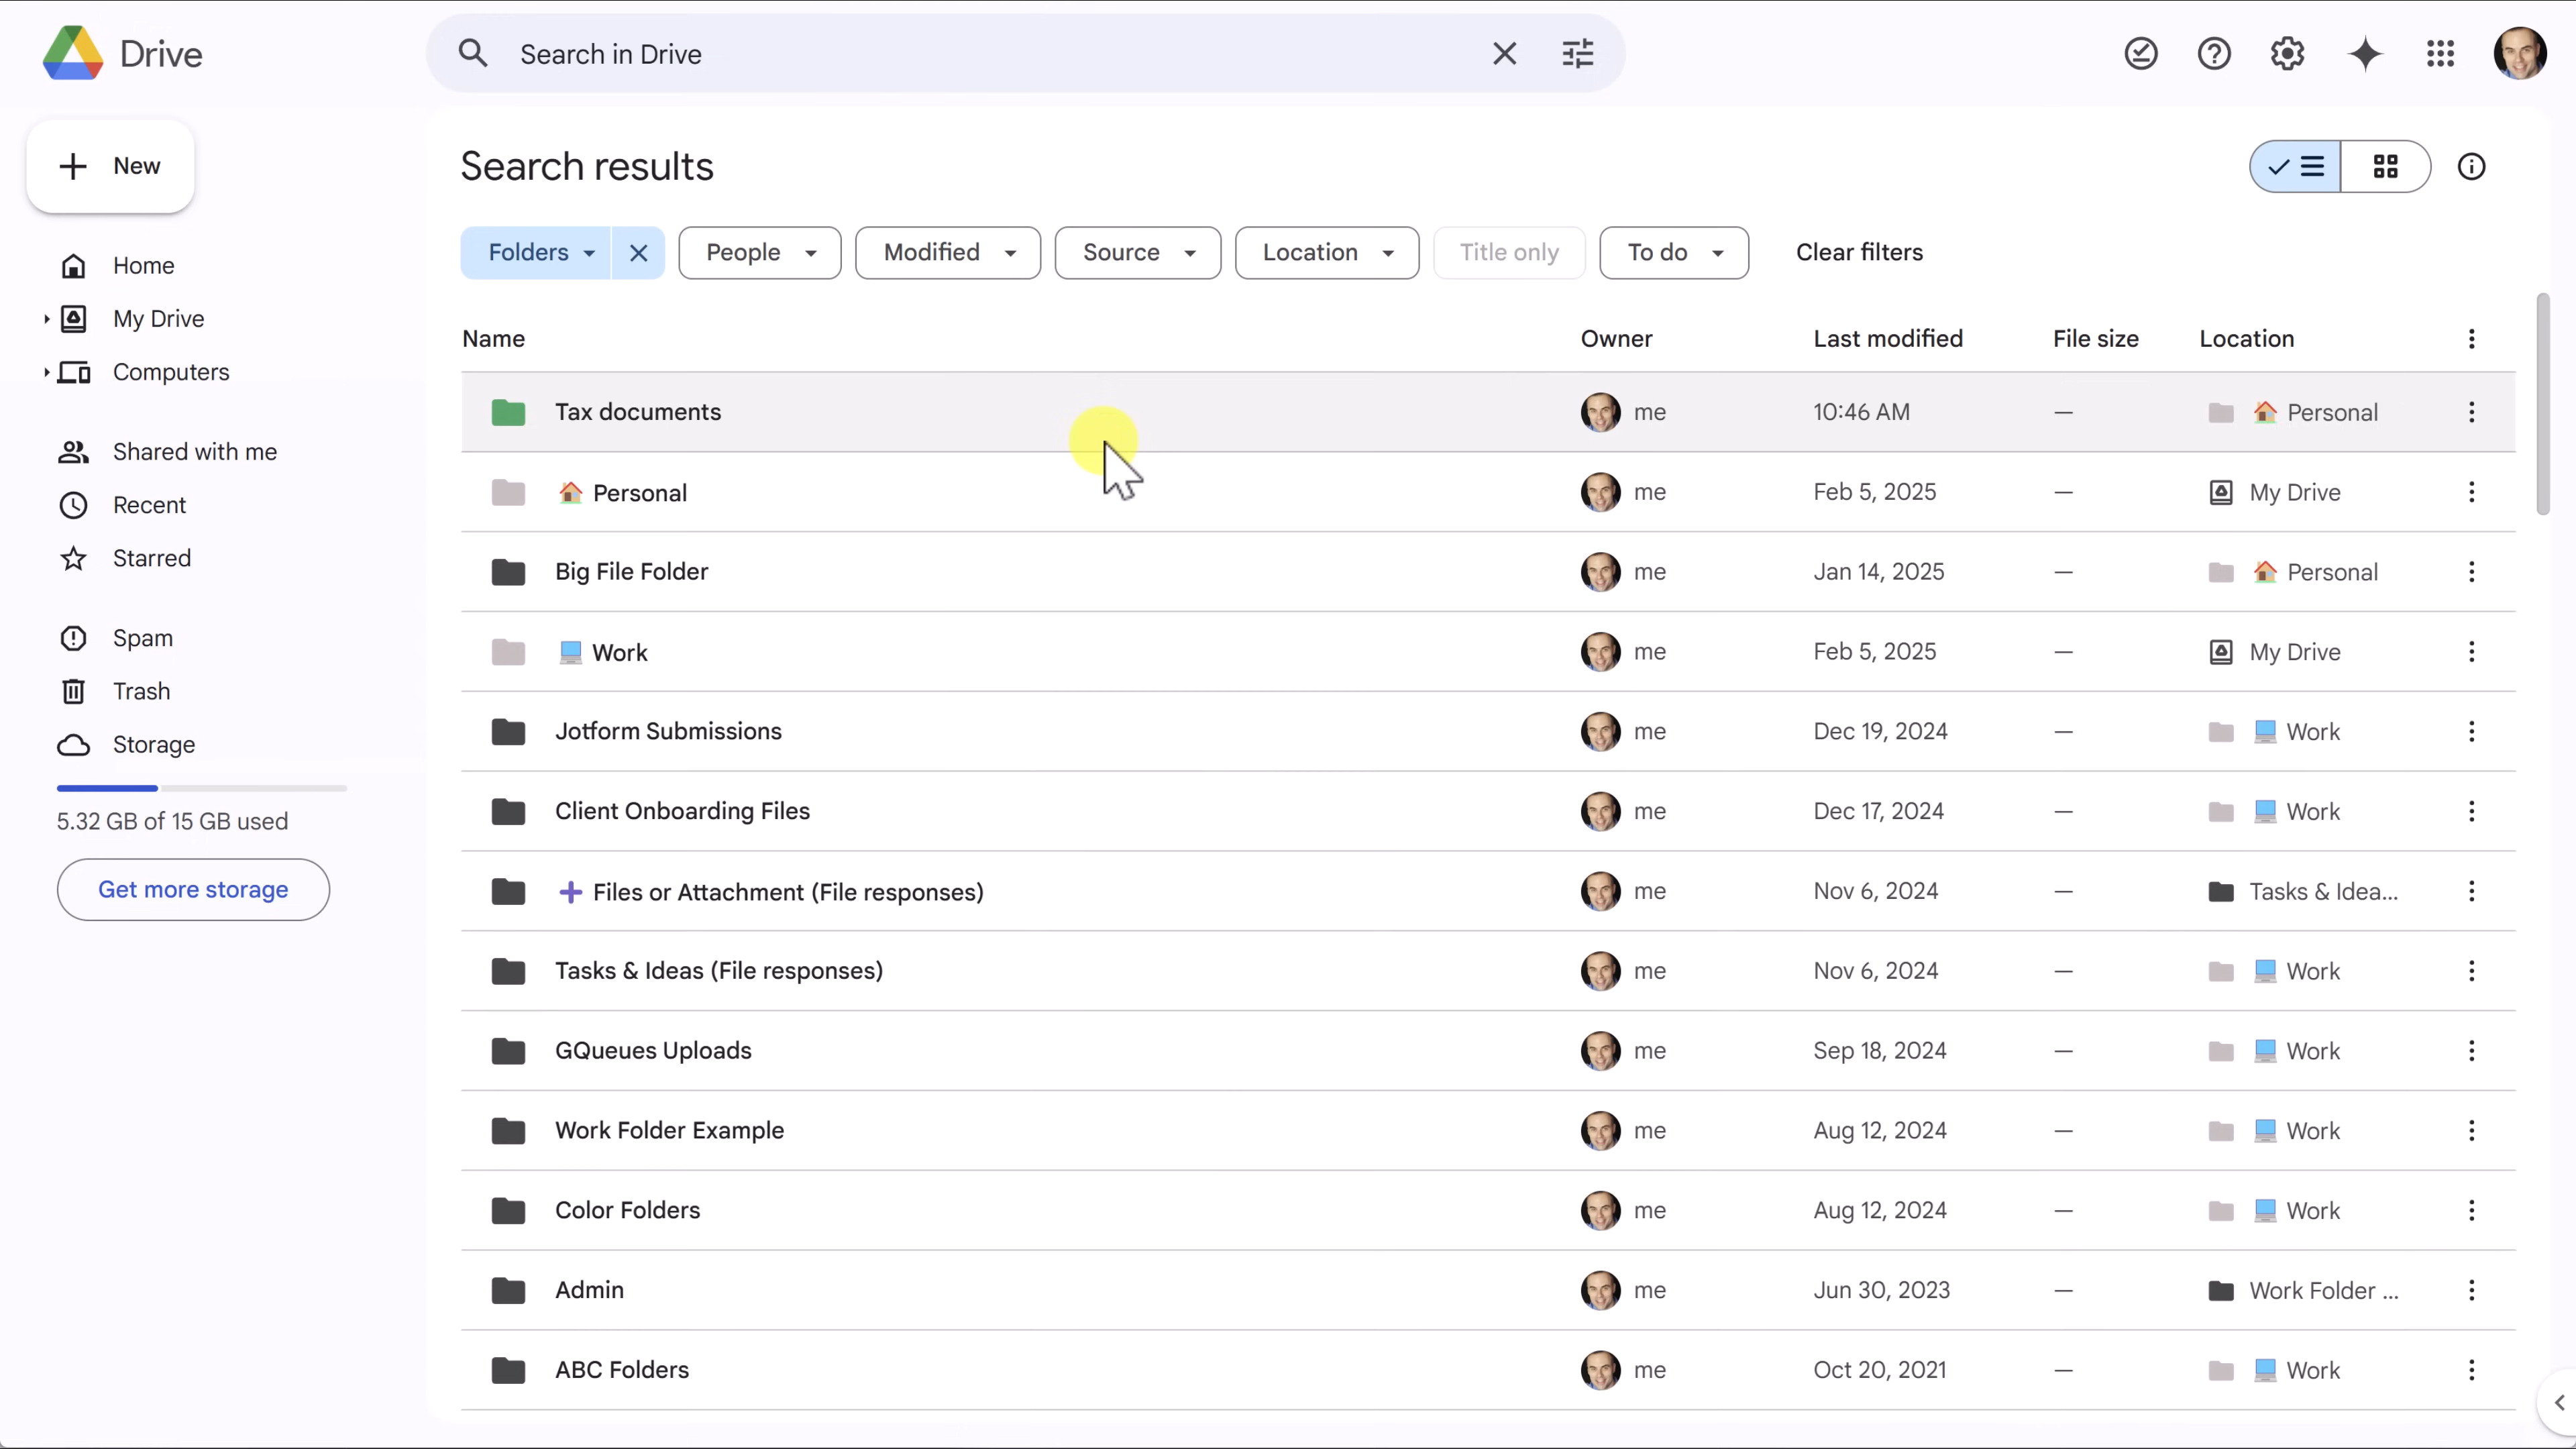 Drive
Search in Drive
New
Home
My Drive
Computers
Shared with me
Recent
Starred
Spam
Trash
Storage
5.32 GB of 15 GB used
Get more storage
Search results
Folders People Modified Source Location Title only To do Clear filters
Name Owner Last modified File size Location
Tax documents me 10:46 AM — Personal
Personal me Feb 5, 2025 — My Drive
Big File Folder me Jan 14, 2025 — Personal
Work me Feb 5, 2025 — My Drive
Jotform Submissions me Dec 19, 2024 — Work
Client Onboarding Files me Dec 17, 2024 — Work
Files or Attachment (File responses) me Nov 6, 2024 — Tasks & Idea...
Tasks & Ideas (File responses) me Nov 6, 2024 — Work
GQueues Uploads me Sep 18, 2024 — Work
Work Folder Example me Aug 12, 2024 — Work
Color Folders me Aug 12, 2024 — Work
Admin me Jun 30, 2023 — Work Folder ...
ABC Folders me Oct 20, 2021 — Work